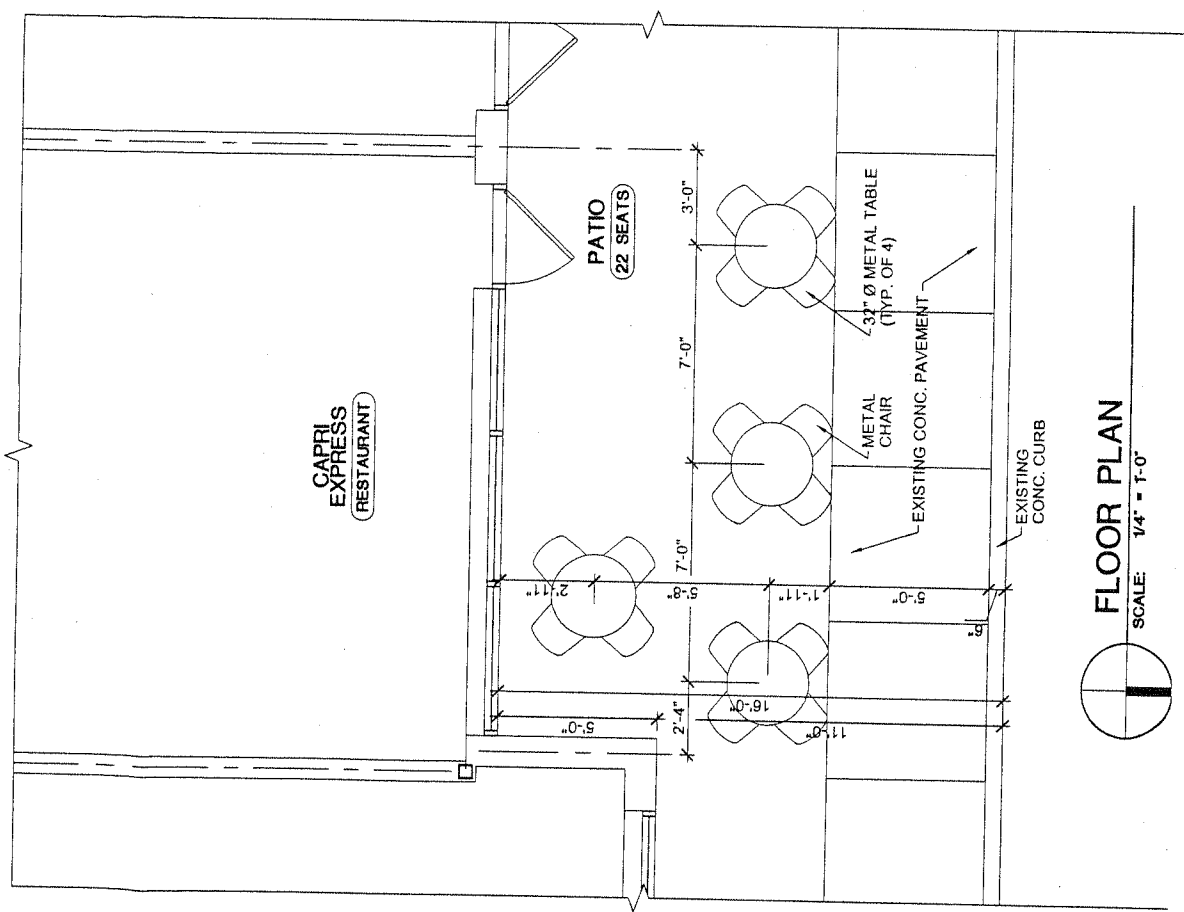 CAPRI
EXPRESS
RESTAURANT
PATIO
22 SEATS
3'-0"
7'-0"
7'-0"
2'-4"
2'-11"
5'-8"
1'-11"
5'-0"
6"
5'-0"
16'-0"
11'-0"
32" Ø METAL TABLE
(TYP. OF 4)
METAL
CHAIR
EXISTING CONC. PAVEMENT
EXISTING
CONC. CURB
FLOOR PLAN
SCALE: 1/4" = 1'-0"